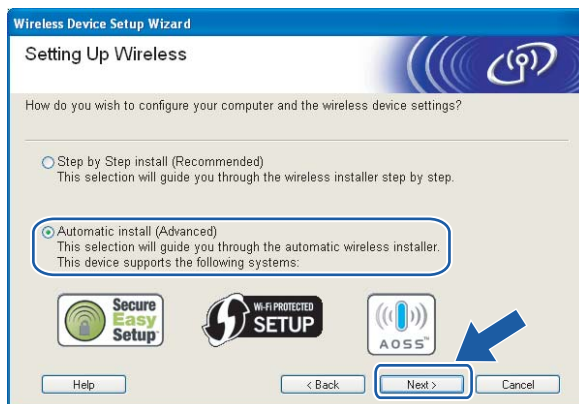 Wireless Device Setup Wizard
Setting Up Wireless
How do you wish to configure your computer and the wireless device settings?
Step by Step install (Recommended)
This selection will guide you through the wireless installer step by step.
Automatic install (Advanced)
This selection will guide you through the automatic wireless installer.
This device supports the following systems:
Secure
Easy
Setup
Wi-Fi PROTECTED
SETUP
AOSS™
Help
< Back
Next >
Cancel